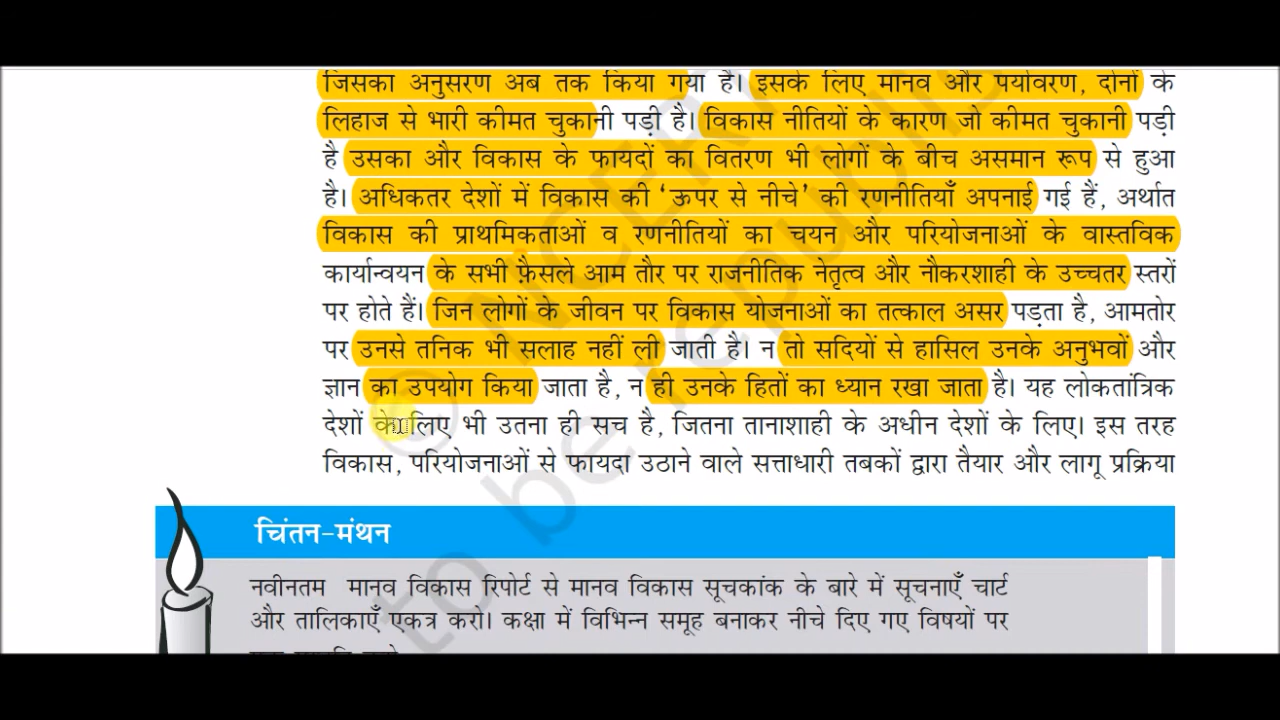 जिसका अनुसरण अब तक किया गया है। इसके लिए मानव और पर्यावरण, दोनों के
लिहाज से भारी कीमत चुकानी पड़ी है। विकास नीतियों के कारण जो कीमत चुकानी पड़ी
है उसका और विकास के फायदों का वितरण भी लोगों के बीच असमान रूप से हुआ
है। अधिकतर देशों में विकास की ‘ऊपर से नीचे’ की रणनीतियाँ अपनाई गई हैं, अर्थात
विकास की प्राथमिकताओं व रणनीतियों का चयन और परियोजनाओं के वास्तविक
कार्यान्वयन के सभी फ़ैसले आम तौर पर राजनीतिक नेतृत्व और नौकरशाही के उच्चतर स्तरों
पर होते हैं। जिन लोगों के जीवन पर विकास योजनाओं का तत्काल असर पड़ता है, आमतोर
पर उनसे तनिक भी सलाह नहीं ली जाती है। न तो सदियों से हासिल उनके अनुभवों और
ज्ञान का उपयोग किया जाता है, न ही उनके हितों का ध्यान रखा जाता है। यह लोकतांत्रिक
देशों के लिए भी उतना ही सच है, जितना तानाशाही के अधीन देशों के लिए। इस तरह
विकास, परियोजनाओं से फायदा उठाने वाले सत्ताधारी तबकों द्वारा तैयार और लागू प्रक्रिया
चिंतन-मंथन
नवीनतम मानव विकास रिपोर्ट से मानव विकास सूचकांक के बारे में सूचनाएँ चार्ट
और तालिकाएँ एकत्र करो। कक्षा में विभिन्न समूह बनाकर नीचे दिए गए विषयों पर
© NCERT
to be republis